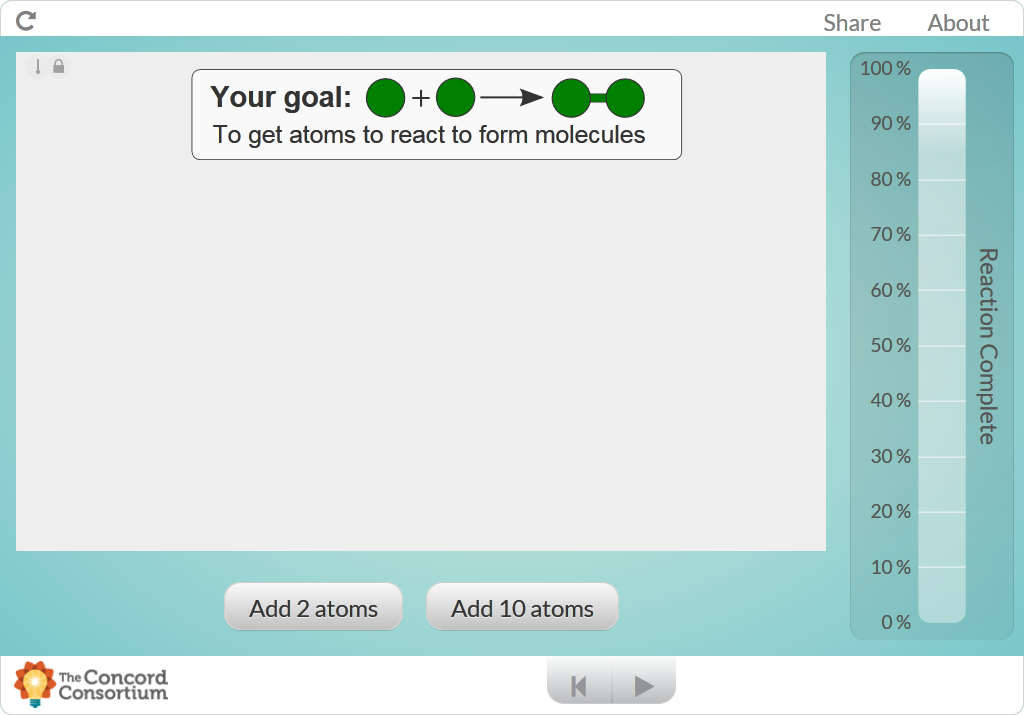 Share About
Your goal: +
To get atoms to react to form molecules
100 %
90 %
80 %
70 %
60 %
50 %
40 %
30 %
20 %
10 %
0 %
Reaction Complete
Add 2 atoms Add 10 atoms
The Concord
Consortium